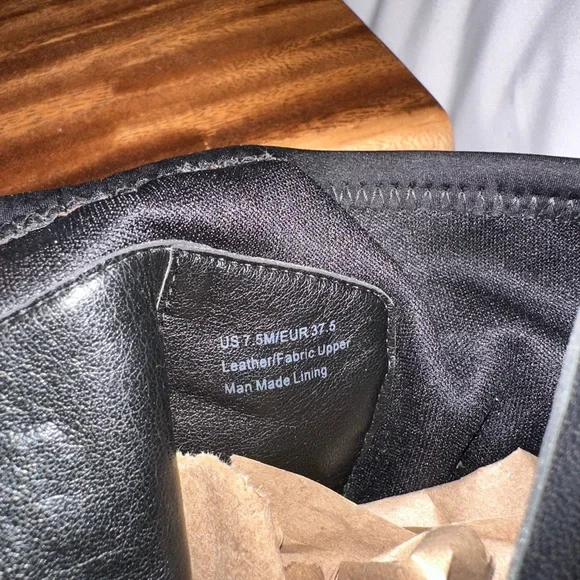 US 7.5M/EUR 37.5
Leather/Fabric Upper
Man Made Lining